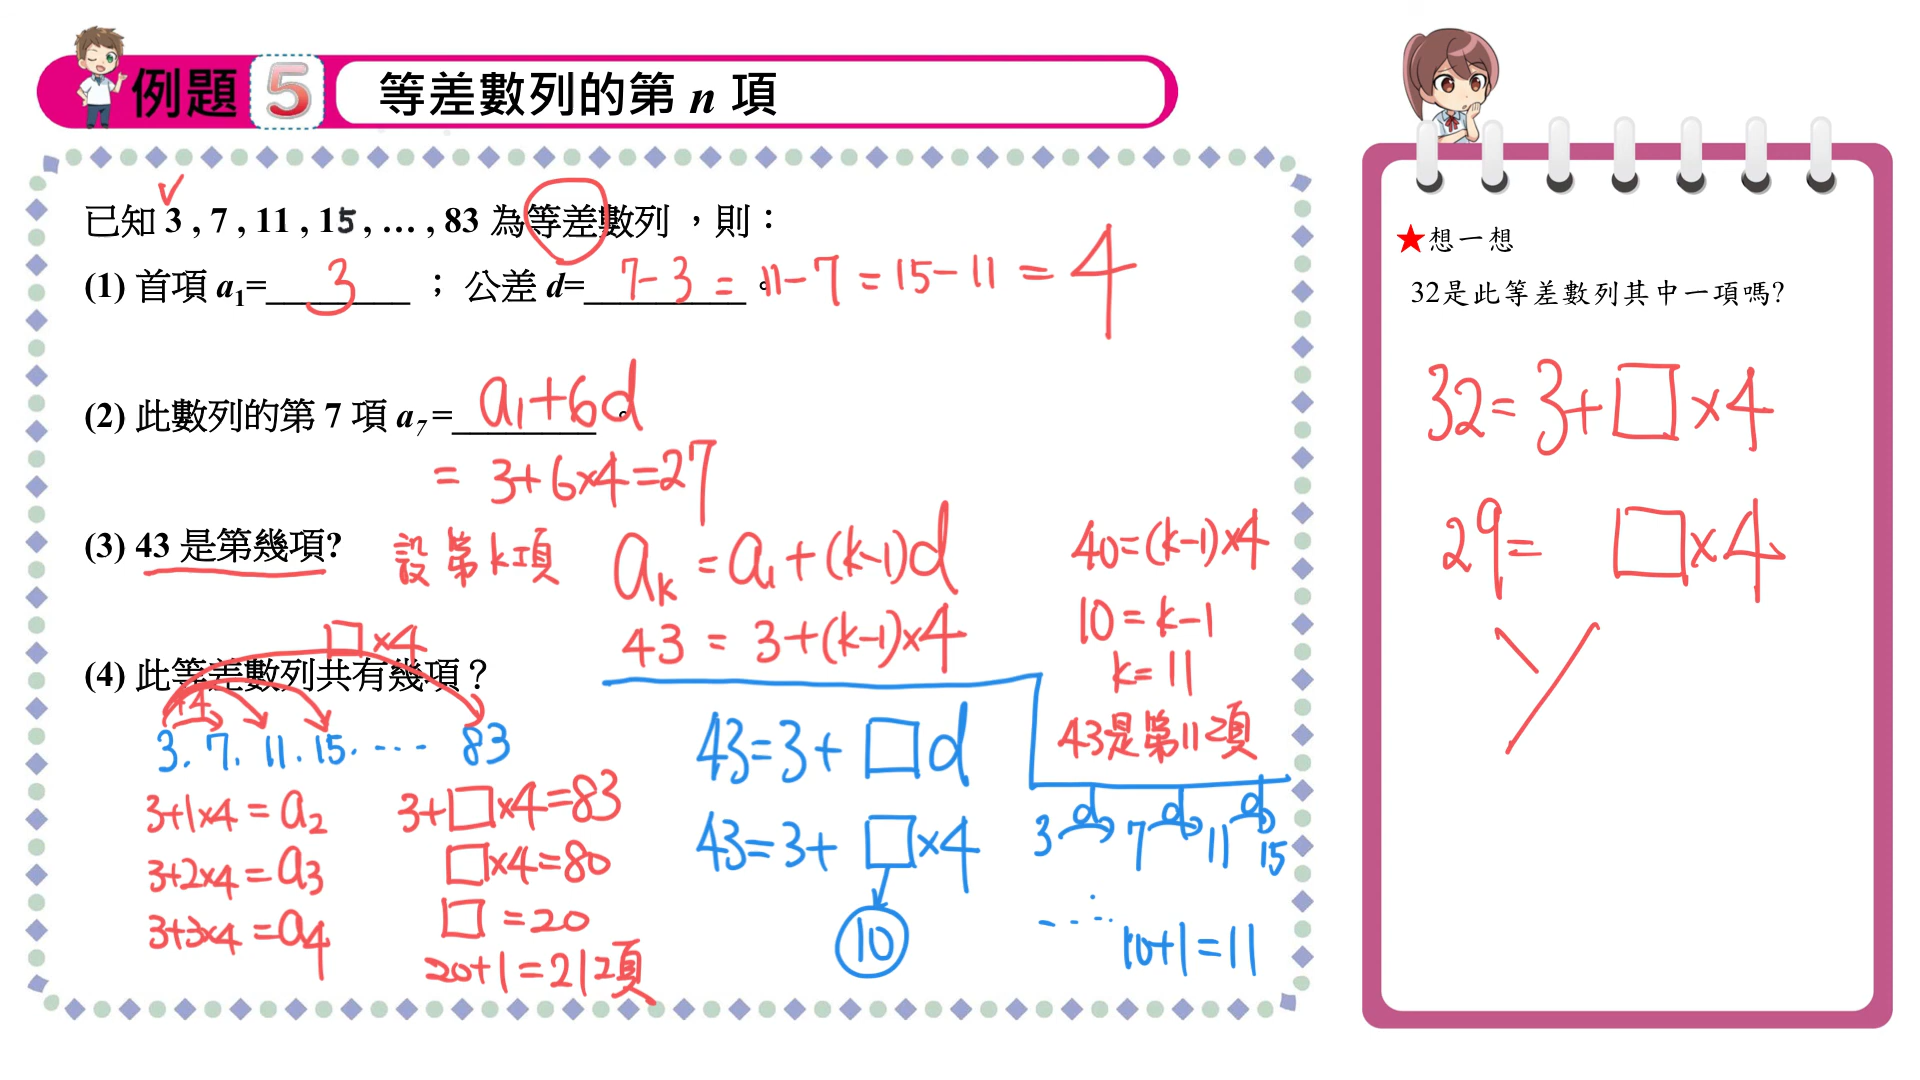 例題 5 等差數列的第 n 項
已知 3 , 7 , 11 , 15 , … , 83 為等差數列 ，則：
(1) 首項 a₁=________ ； 公差 d=_________ 。
3 7-3 = 11-7 = 15-11 = 4
(2) 此數列的第 7 項 a₇=________。
a₁+6d
= 3+6×4=27
(3) 43 是第幾項?
設第k項
aₖ = a₁+(k-1)d
43 = 3+(k-1)×4
40=(k-1)×4
10=k-1
k=11
43是第11項
43=3+□d
43=3+□×4
10
3 d 7 d 11 d 15
10+1=11
(4) 此等差數列共有幾項？
□×4
+4
3. 7. 11. 15. … 83
3+1×4=a₂
3+2×4=a₃
3+3×4=a₄
3+□×4=83
□×4=80
□=20
20+1=21項
★想一想
32是此等差數列其中一項嗎?
32=3+□×4
29= □×4